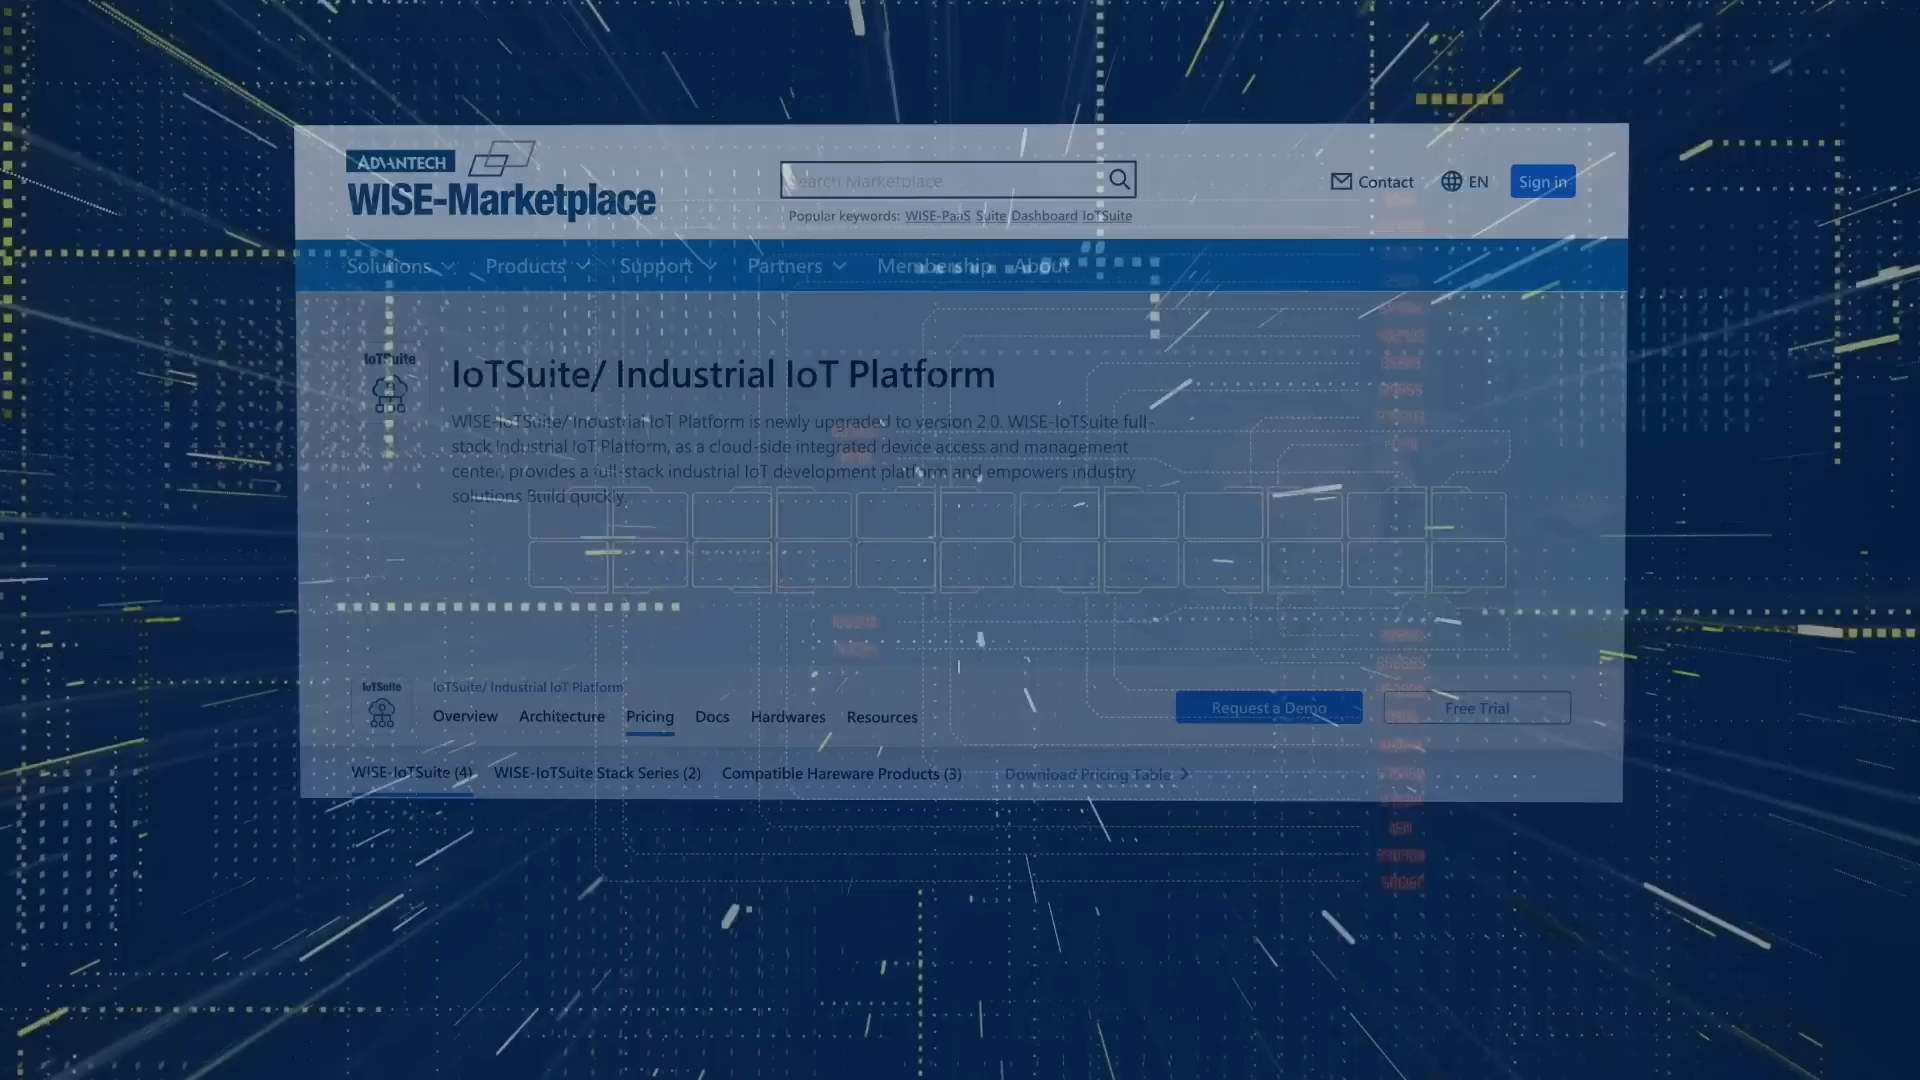 ADVANTECH
WISE-Marketplace
Search Marketplace
Popular keywords: WISE-PaaS Suite Dashboard IoTSuite
Contact
EN
Sign in
Solutions Products Support Partners Membership About
IoTSuite
IoTSuite/ Industrial IoT Platform
WISE-IoTSuite/ Industrial IoT Platform is newly upgraded to version 2.0. WISE-IoTSuite full-
stack Industrial IoT Platform, as a cloud-side integrated device access and management
center, provides a full-stack industrial IoT development platform and empowers industry
solutions Build quickly.
IoTSuite
IoTSuite/ Industrial IoT Platform
Overview Architecture Pricing Docs Hardwares Resources
Request a Demo
Free Trial
WISE-IoTSuite (4) WISE-IoTSuite Stack Series (2) Compatible Hareware Products (3) Download Pricing Table >